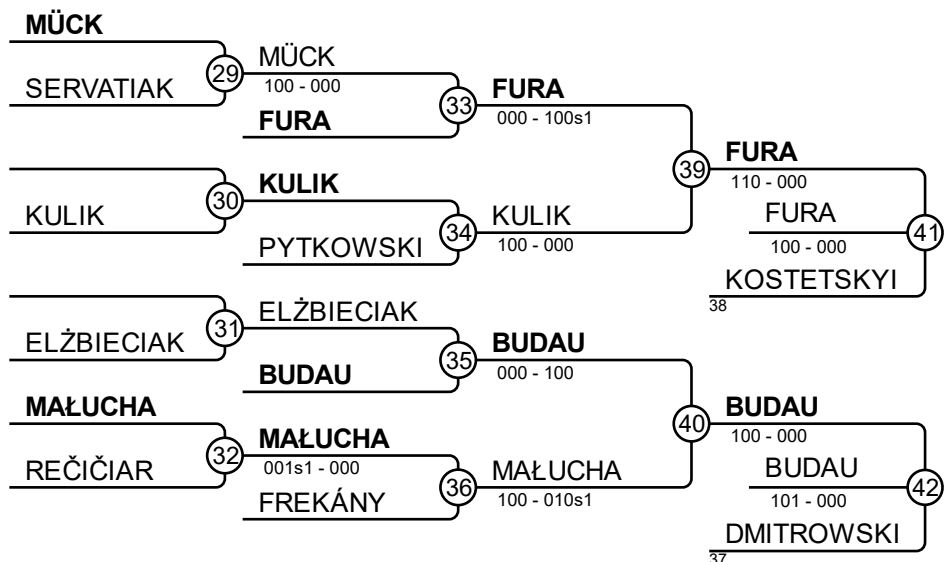 MÜCK
SERVATIAK
29
MÜCK
100 - 000
FURA
33
FURA
000 - 100s1
KULIK
30
KULIK
PYTKOWSKI
34
KULIK
100 - 000
39
FURA
110 - 000
FURA
100 - 000
41
KOSTETSKYI
38
ELŻBIECIAK
31
ELŻBIECIAK
BUDAU
35
BUDAU
000 - 100
MAŁUCHA
REČIČIAR
32
MAŁUCHA
001s1 - 000
FREKÁNY
36
MAŁUCHA
100 - 010s1
40
BUDAU
100 - 000
BUDAU
101 - 000
42
DMITROWSKI
37